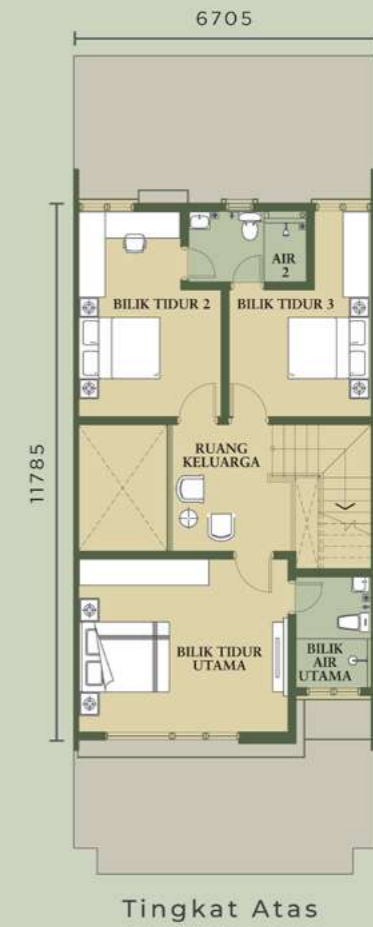 6705
AIR
2
BILIK TIDUR 2
BILIK TIDUR 3
11785
RUANG
KELUARGA
BILIK TIDUR
UTAMA
BILIK
AIR
UTAMA
Tingkat Atas